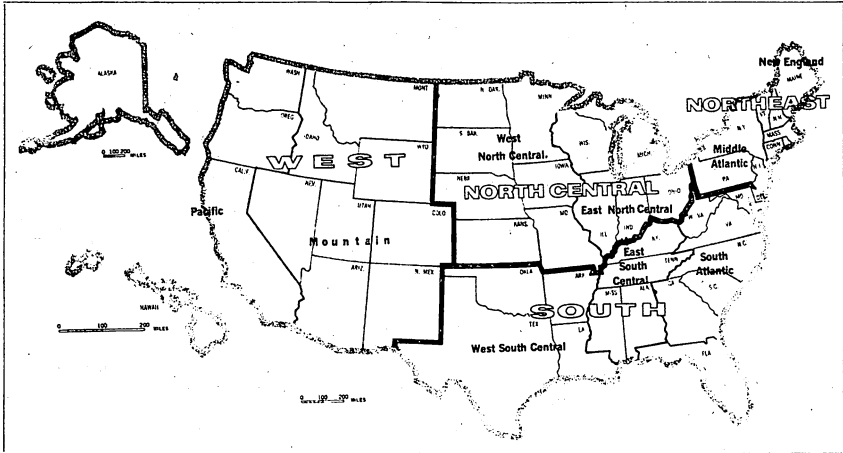 New England
MAINE
NORTHEAST
ALASKA
WASH
MONT
N DAK.
MINN
N.H.
N Y
MASS
CONN
OREG
IDAHO
S DAK.
West
North Central.
WIS.
MICH
Middle
Atlantic
WYO
WEST
IOWA
PA
0 100 200 MILES
CALIF
NEV.
NEBR
NORTH CENTRAL
OHIO
N.J.
MD
DEL
UTAH
COLO
East North Central
W VA
VA
Pacific
KANS.
MO
ILL
IND
KY.
Mountain
East
South
Central
TENN
N C
South
Atlantic
ARIZ.
N. MEX
OKLA
ARK
MISS
ALA
S C
HAWAII
SOUTH
TEX
LA
West South Central
FLA
0 100 200 MILES
0 100 200 MILES